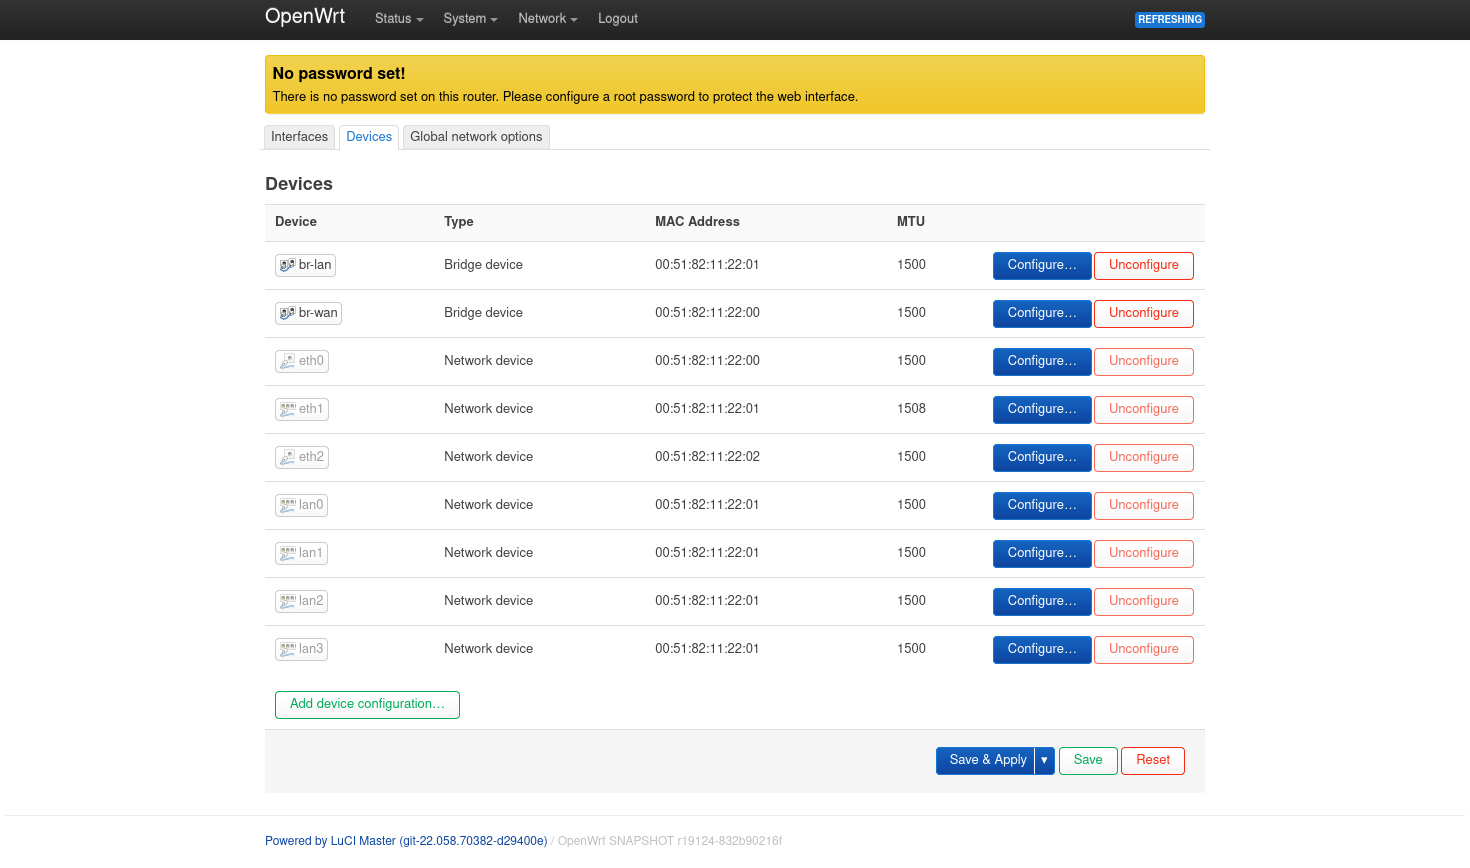 OpenWrt Status System Network Logout REFRESHING
No password set!
There is no password set on this router. Please configure a root password to protect the web interface.
Interfaces Devices Global network options
Devices
Device Type MAC Address MTU
br-lan Bridge device 00:51:82:11:22:01 1500 Configure… Unconfigure
br-wan Bridge device 00:51:82:11:22:00 1500 Configure… Unconfigure
eth0 Network device 00:51:82:11:22:00 1500 Configure… Unconfigure
eth1 Network device 00:51:82:11:22:01 1508 Configure… Unconfigure
eth2 Network device 00:51:82:11:22:02 1500 Configure… Unconfigure
lan0 Network device 00:51:82:11:22:01 1500 Configure… Unconfigure
lan1 Network device 00:51:82:11:22:01 1500 Configure… Unconfigure
lan2 Network device 00:51:82:11:22:01 1500 Configure… Unconfigure
lan3 Network device 00:51:82:11:22:01 1500 Configure… Unconfigure
Add device configuration…
Save & Apply ▾ Save Reset
Powered by LuCI Master (git-22.058.70382-d29400e) / OpenWrt SNAPSHOT r19124-832b90216f